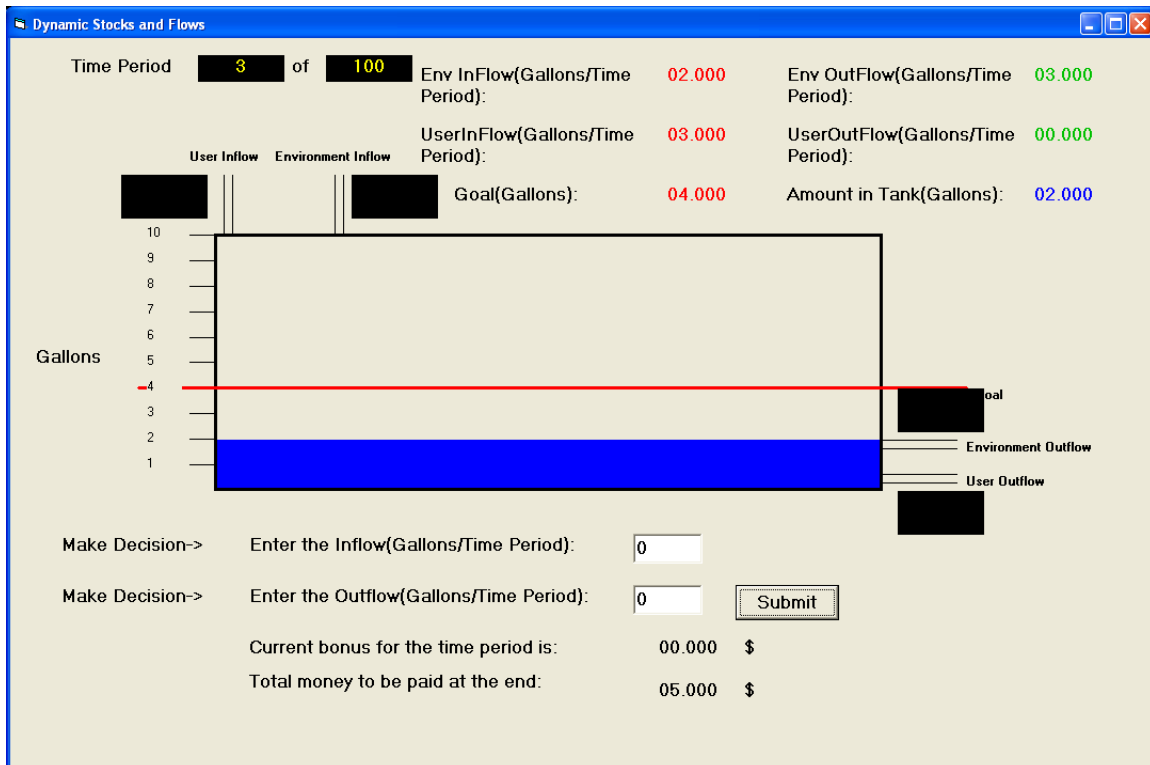 Dynamic Stocks and Flows
Time Period 3 of 100
Env InFlow(Gallons/Time Period): 02.000
Env OutFlow(Gallons/Time Period): 03.000
UserInFlow(Gallons/Time Period): 03.000
UserOutFlow(Gallons/Time Period): 00.000
User Inflow Environment Inflow
Goal(Gallons): 04.000
Amount in Tank(Gallons): 02.000
10
9
8
7
6
Gallons
5
4
3
2
1
oal
Environment Outflow
User Outflow
Make Decision-> Enter the Inflow(Gallons/Time Period): 0
Make Decision-> Enter the Outflow(Gallons/Time Period): 0 Submit
Current bonus for the time period is: 00.000 $
Total money to be paid at the end: 05.000 $